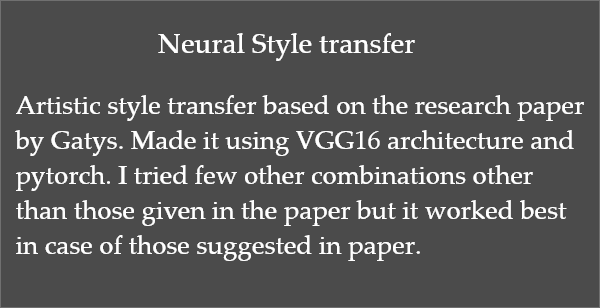 Neural Style transfer
Artistic style transfer based on the research paper
by Gatys. Made it using VGG16 architecture and
pytorch. I tried few other combinations other
than those given in the paper but it worked best
in case of those suggested in paper.